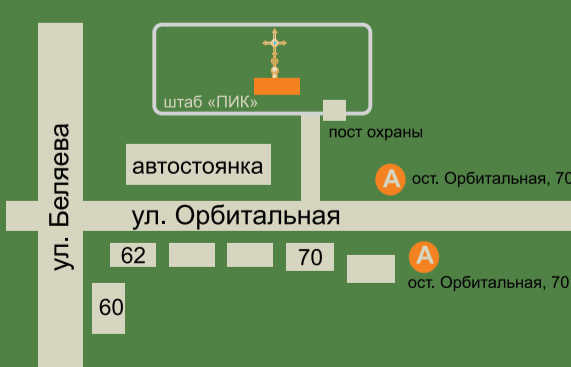 штаб «ПИК»
пост охраны
автостоянка
А ост. Орбитальная, 70
ул. Беляева
ул. Орбитальная
62
70
А
ост. Орбитальная, 70
60